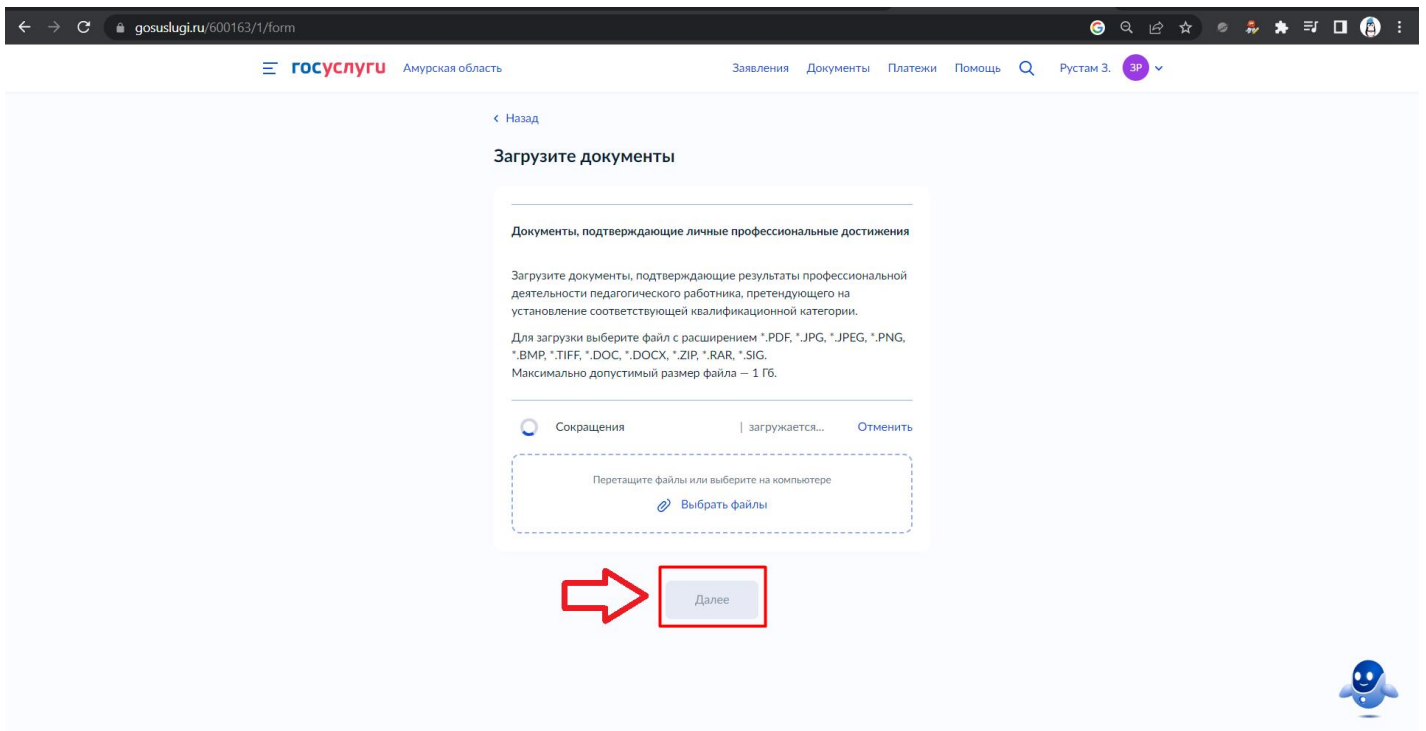 gosuslugi.ru/600163/1/form
госуслуги Амурская область Заявления Документы Платежи Помощь Рустам З. ЗР
Назад
Загрузите документы
Документы, подтверждающие личные профессиональные достижения
Загрузите документы, подтверждающие результаты профессиональной
деятельности педагогического работника, претендующего на
установление соответствующей квалификационной категории.
Для загрузки выберите файл с расширением *.PDF, *.JPG, *.JPEG, *.PNG,
*.BMP, *.TIFF, *.DOC, *.DOCX, *.ZIP, *.RAR, *.SIG.
Максимально допустимый размер файла — 1 Гб.
Сокращения | загружается... Отменить
Перетащите файлы или выберите на компьютере
Выбрать файлы
Далее